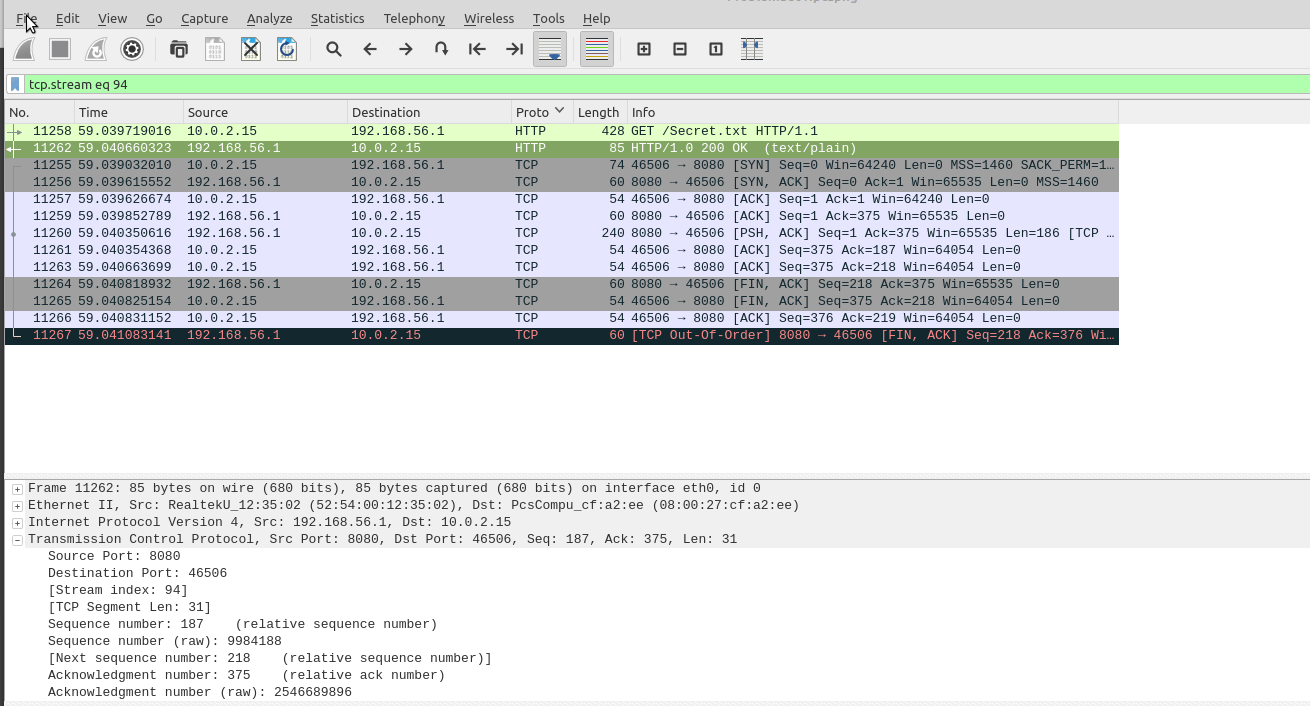 File Edit View Go Capture Analyze Statistics Telephony Wireless Tools Help
tcp.stream eq 94
No. Time Source Destination Proto Length Info
11258 59.039719016 10.0.2.15 192.168.56.1 HTTP 428 GET /Secret.txt HTTP/1.1
11262 59.040660323 192.168.56.1 10.0.2.15 HTTP 85 HTTP/1.0 200 OK (text/plain)
11255 59.039032010 10.0.2.15 192.168.56.1 TCP 74 46506 → 8080 [SYN] Seq=0 Win=64240 Len=0 MSS=1460 SACK_PERM=1…
11256 59.039615552 192.168.56.1 10.0.2.15 TCP 60 8080 → 46506 [SYN, ACK] Seq=0 Ack=1 Win=65535 Len=0 MSS=1460
11257 59.039626674 10.0.2.15 192.168.56.1 TCP 54 46506 → 8080 [ACK] Seq=1 Ack=1 Win=64240 Len=0
11259 59.039852789 192.168.56.1 10.0.2.15 TCP 60 8080 → 46506 [ACK] Seq=1 Ack=375 Win=65535 Len=0
11260 59.040350616 192.168.56.1 10.0.2.15 TCP 240 8080 → 46506 [PSH, ACK] Seq=1 Ack=375 Win=65535 Len=186 [TCP …
11261 59.040354368 10.0.2.15 192.168.56.1 TCP 54 46506 → 8080 [ACK] Seq=375 Ack=187 Win=64054 Len=0
11263 59.040663699 10.0.2.15 192.168.56.1 TCP 54 46506 → 8080 [ACK] Seq=375 Ack=218 Win=64054 Len=0
11264 59.040818932 192.168.56.1 10.0.2.15 TCP 60 8080 → 46506 [FIN, ACK] Seq=218 Ack=375 Win=65535 Len=0
11265 59.040825154 10.0.2.15 192.168.56.1 TCP 54 46506 → 8080 [FIN, ACK] Seq=375 Ack=218 Win=64054 Len=0
11266 59.040831152 10.0.2.15 192.168.56.1 TCP 54 46506 → 8080 [ACK] Seq=376 Ack=219 Win=64054 Len=0
11267 59.041083141 192.168.56.1 10.0.2.15 TCP 60 [TCP Out-Of-Order] 8080 → 46506 [FIN, ACK] Seq=218 Ack=376 Wi…
Frame 11262: 85 bytes on wire (680 bits), 85 bytes captured (680 bits) on interface eth0, id 0
Ethernet II, Src: RealtekU_12:35:02 (52:54:00:12:35:02), Dst: PcsCompu_cf:a2:ee (08:00:27:cf:a2:ee)
Internet Protocol Version 4, Src: 192.168.56.1, Dst: 10.0.2.15
Transmission Control Protocol, Src Port: 8080, Dst Port: 46506, Seq: 187, Ack: 375, Len: 31
Source Port: 8080
Destination Port: 46506
[Stream index: 94]
[TCP Segment Len: 31]
Sequence number: 187 (relative sequence number)
Sequence number (raw): 9984188
[Next sequence number: 218 (relative sequence number)]
Acknowledgment number: 375 (relative ack number)
Acknowledgment number (raw): 2546689896